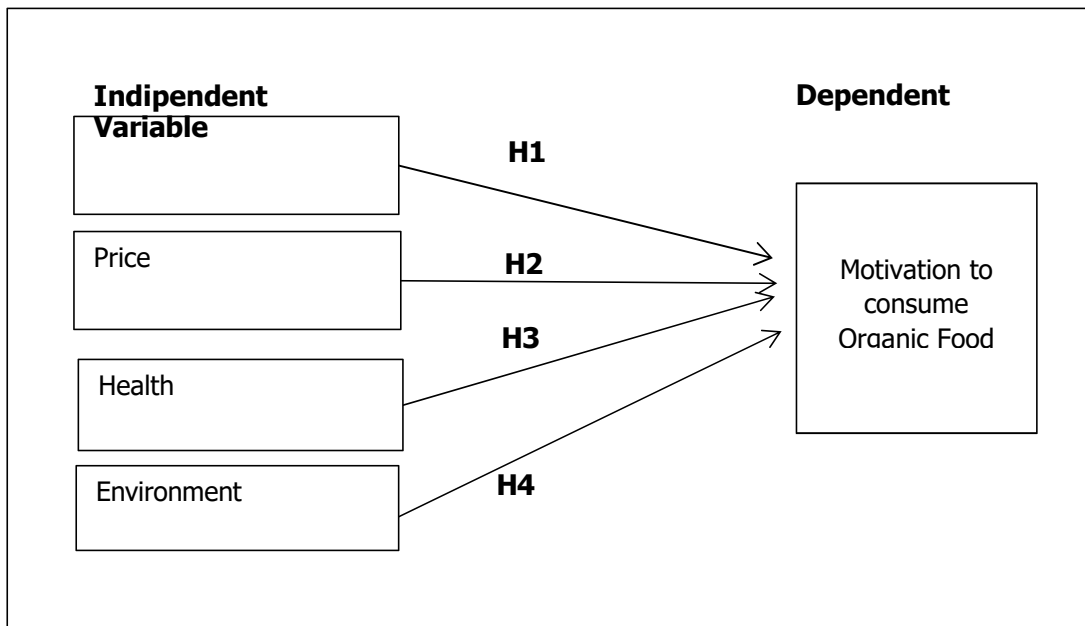 Indipendent
Variable
Dependent
H1
Price
H2
Motivation to
consume
Organic Food
H3
Health
Environment
H4